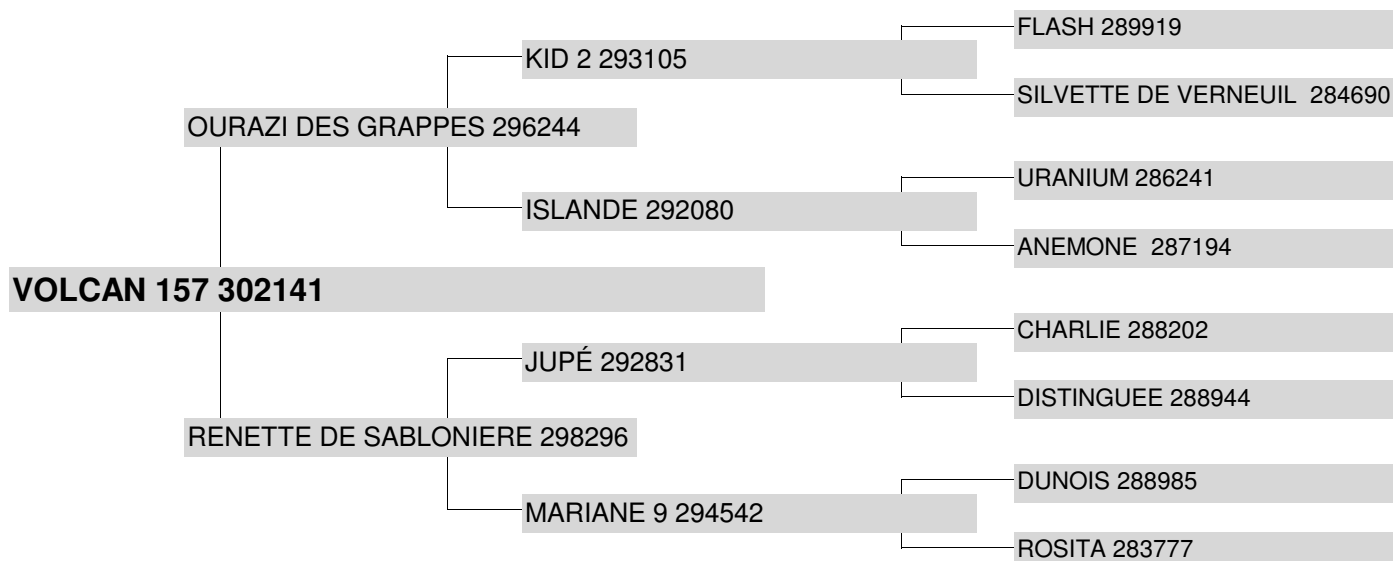 FLASH 289919
KID 2 293105
SILVETTE DE VERNEUIL 284690
OURAZI DES GRAPPES 296244
URANIUM 286241
ISLANDE 292080
ANEMONE 287194
VOLCAN 157 302141
CHARLIE 288202
JUPÉ 292831
DISTINGUEE 288944
RENETTE DE SABLONIERE 298296
DUNOIS 288985
MARIANE 9 294542
ROSITA 283777